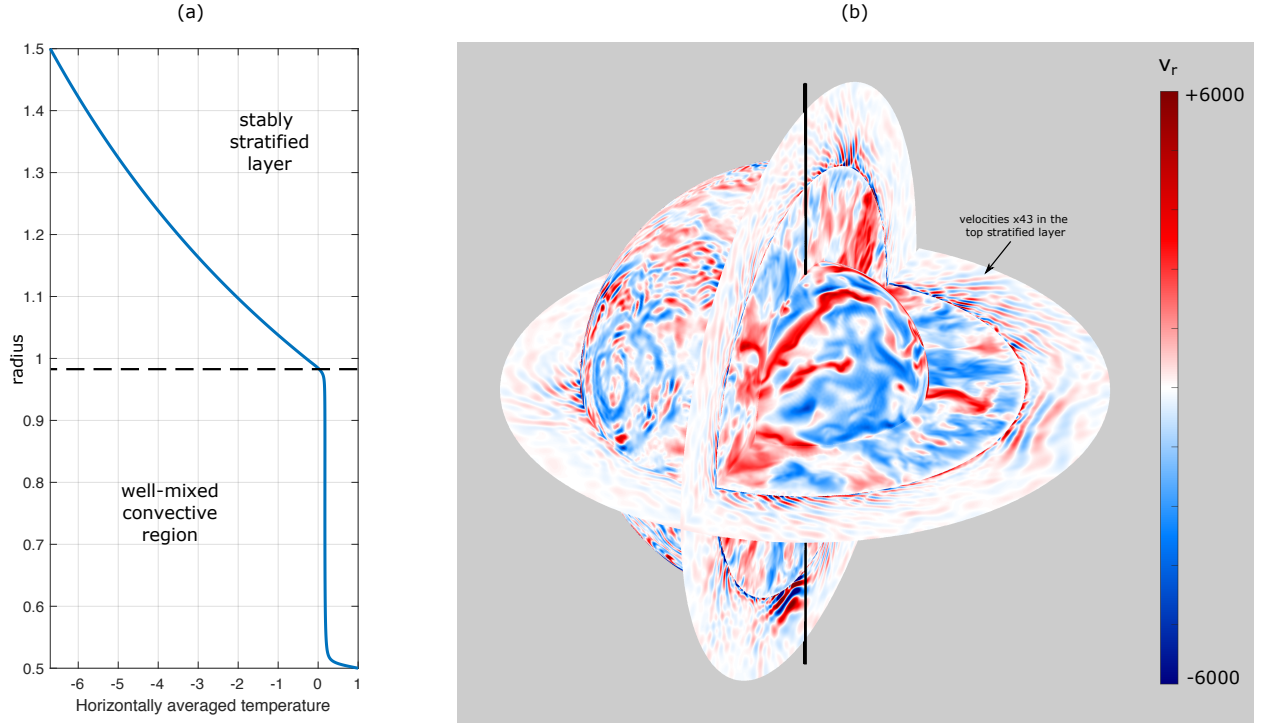 (a)
1.5
1.4
1.3
1.2
1.1
1
0.9
0.8
0.7
0.6
0.5
radius
stably
stratified
layer
well-mixed
convective
region
-6
-5
-4
-3
-2
-1
0
1
Horizontally averaged temperature
(b)
velocities x43 in the
top stratified layer
v_r
+6000
-6000